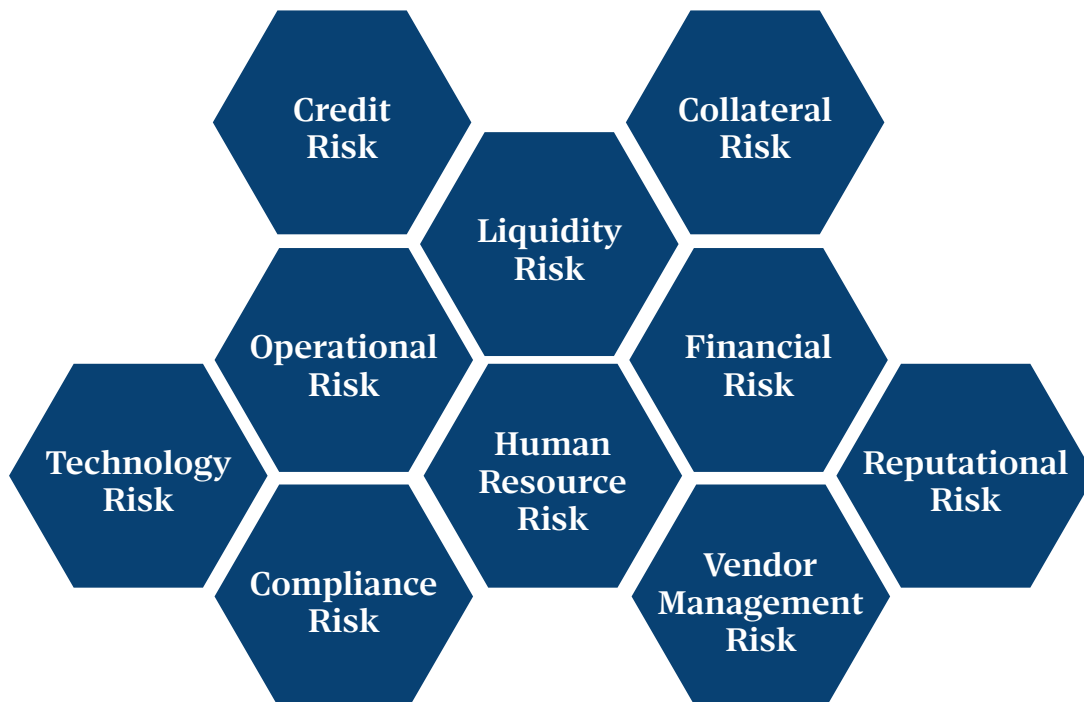 Credit
Risk
Collateral
Risk
Liquidity
Risk
Operational
Risk
Financial
Risk
Technology
Risk
Human
Resource
Risk
Reputational
Risk
Compliance
Risk
Vendor
Management
Risk